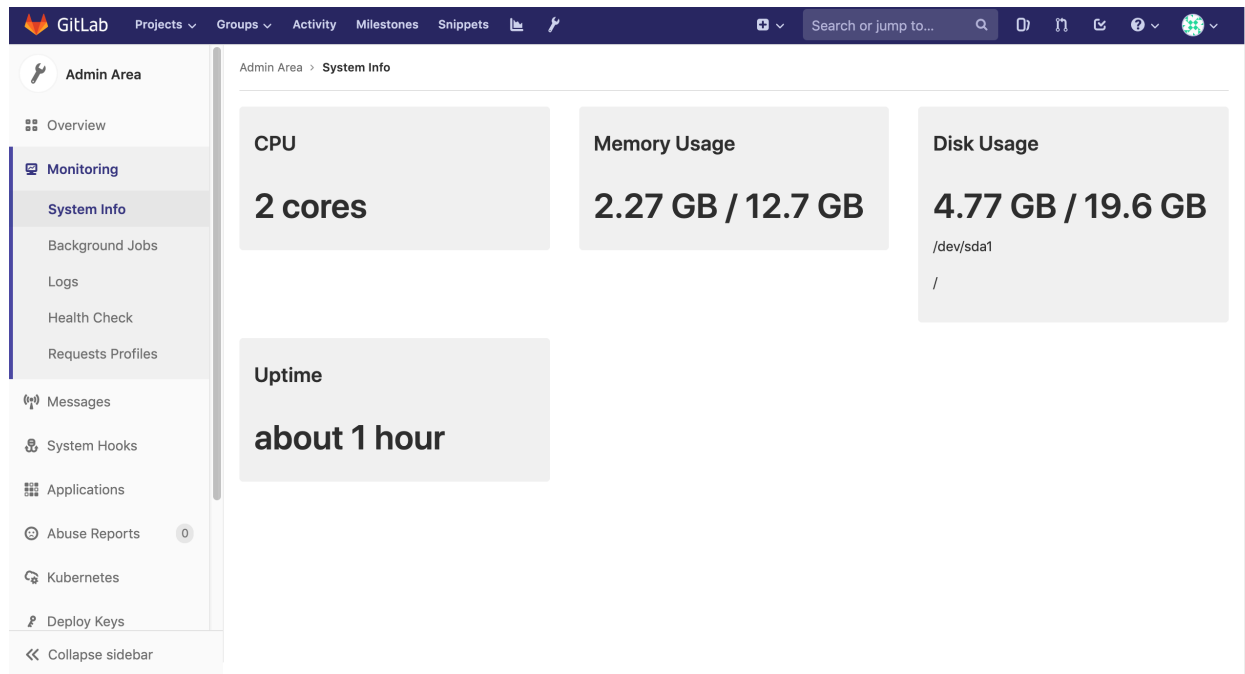 GitLab Projects Groups Activity Milestones Snippets Search or jump to...
Admin Area
Overview
Monitoring
System Info
Background Jobs
Logs
Health Check
Requests Profiles
Messages
System Hooks
Applications
Abuse Reports 0
Kubernetes
Deploy Keys
Collapse sidebar
Admin Area › System Info
CPU
2 cores
Memory Usage
2.27 GB / 12.7 GB
Disk Usage
4.77 GB / 19.6 GB
/dev/sda1
/
Uptime
about 1 hour